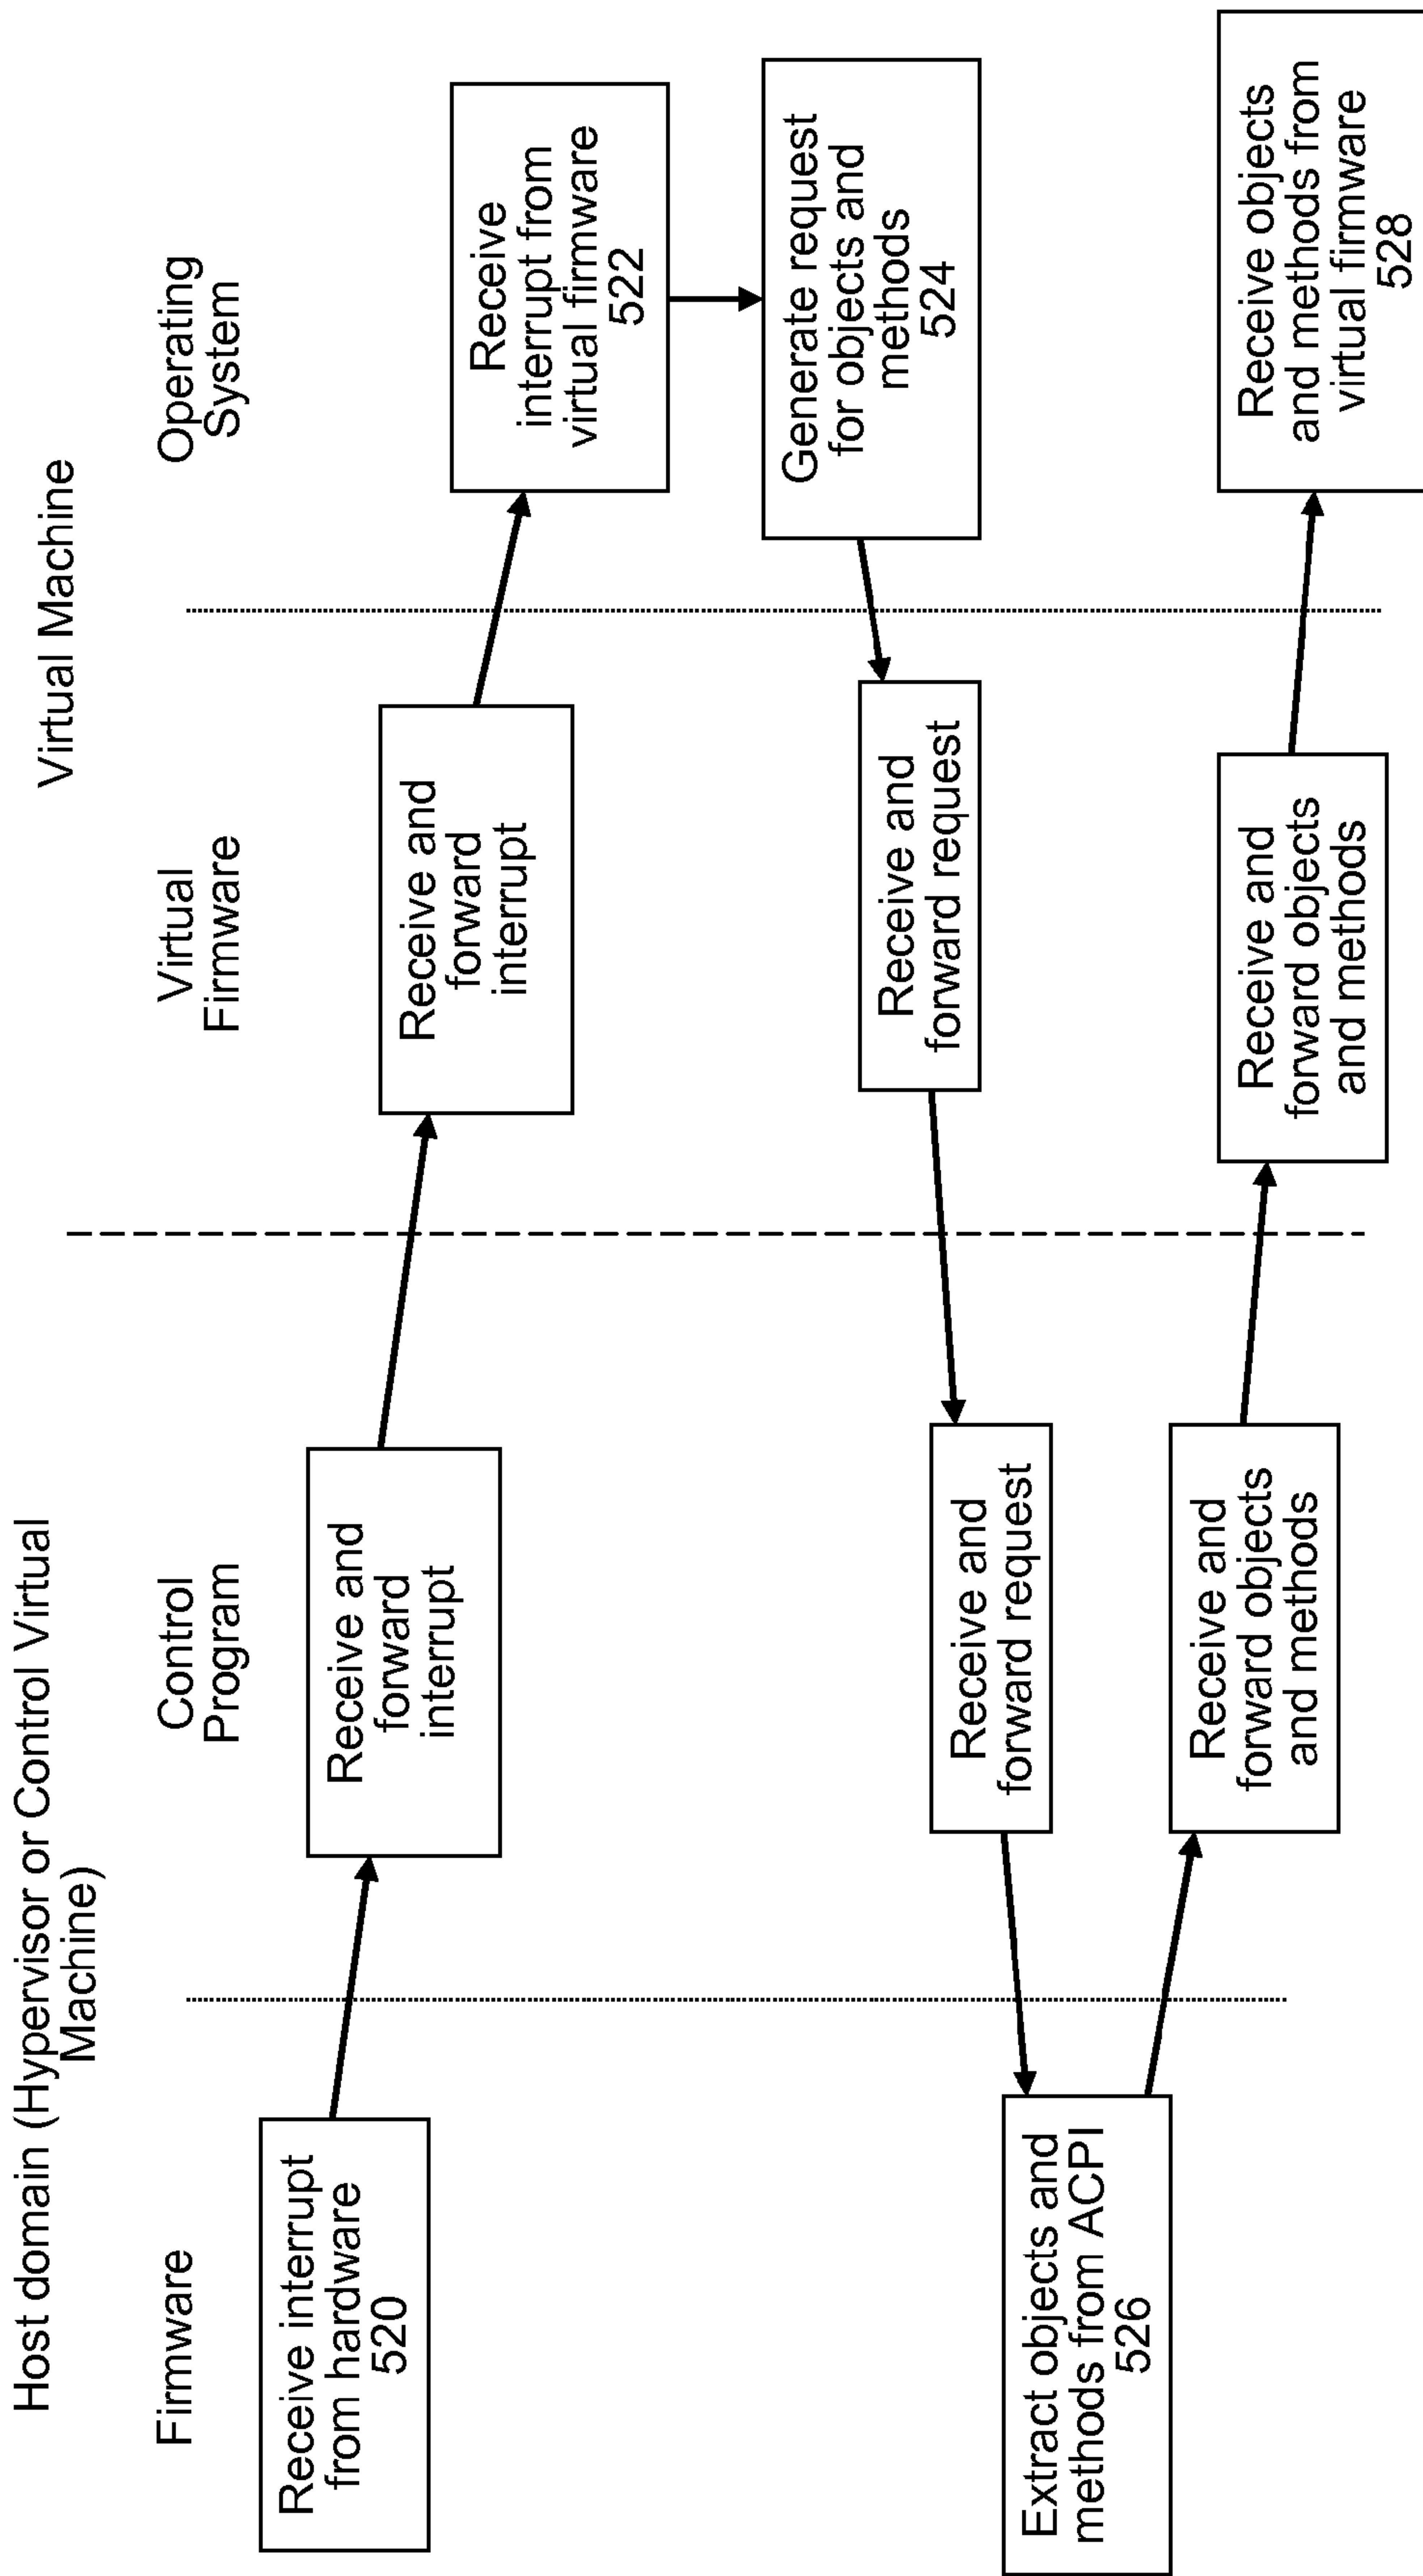 Host domain (Hypervisor or Control Virtual
Machine)
Virtual Machine
Firmware
Control
Program
Virtual
Firmware
Operating
System
Receive interrupt
from hardware
520
Receive and
forward
interrupt
Receive and
forward
interrupt
Receive
interrupt from
virtual firmware
522
Generate request
for objects and
methods
524
Receive and
forward request
Receive and
forward request
Extract objects and
methods from ACPI
526
Receive and
forward objects
and methods
Receive and
forward objects
and methods
Receive objects
and methods from
virtual firmware
528